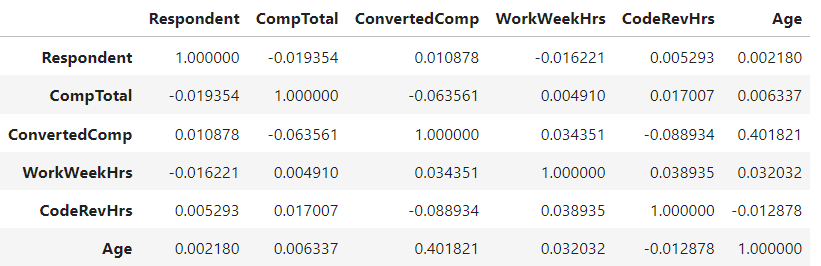 Respondent CompTotal ConvertedComp WorkWeekHrs CodeRevHrs Age
Respondent 1.000000 -0.019354 0.010878 -0.016221 0.005293 0.002180
CompTotal -0.019354 1.000000 -0.063561 0.004910 0.017007 0.006337
ConvertedComp 0.010878 -0.063561 1.000000 0.034351 -0.088934 0.401821
WorkWeekHrs -0.016221 0.004910 0.034351 1.000000 0.038935 0.032032
CodeRevHrs 0.005293 0.017007 -0.088934 0.038935 1.000000 -0.012878
Age 0.002180 0.006337 0.401821 0.032032 -0.012878 1.000000